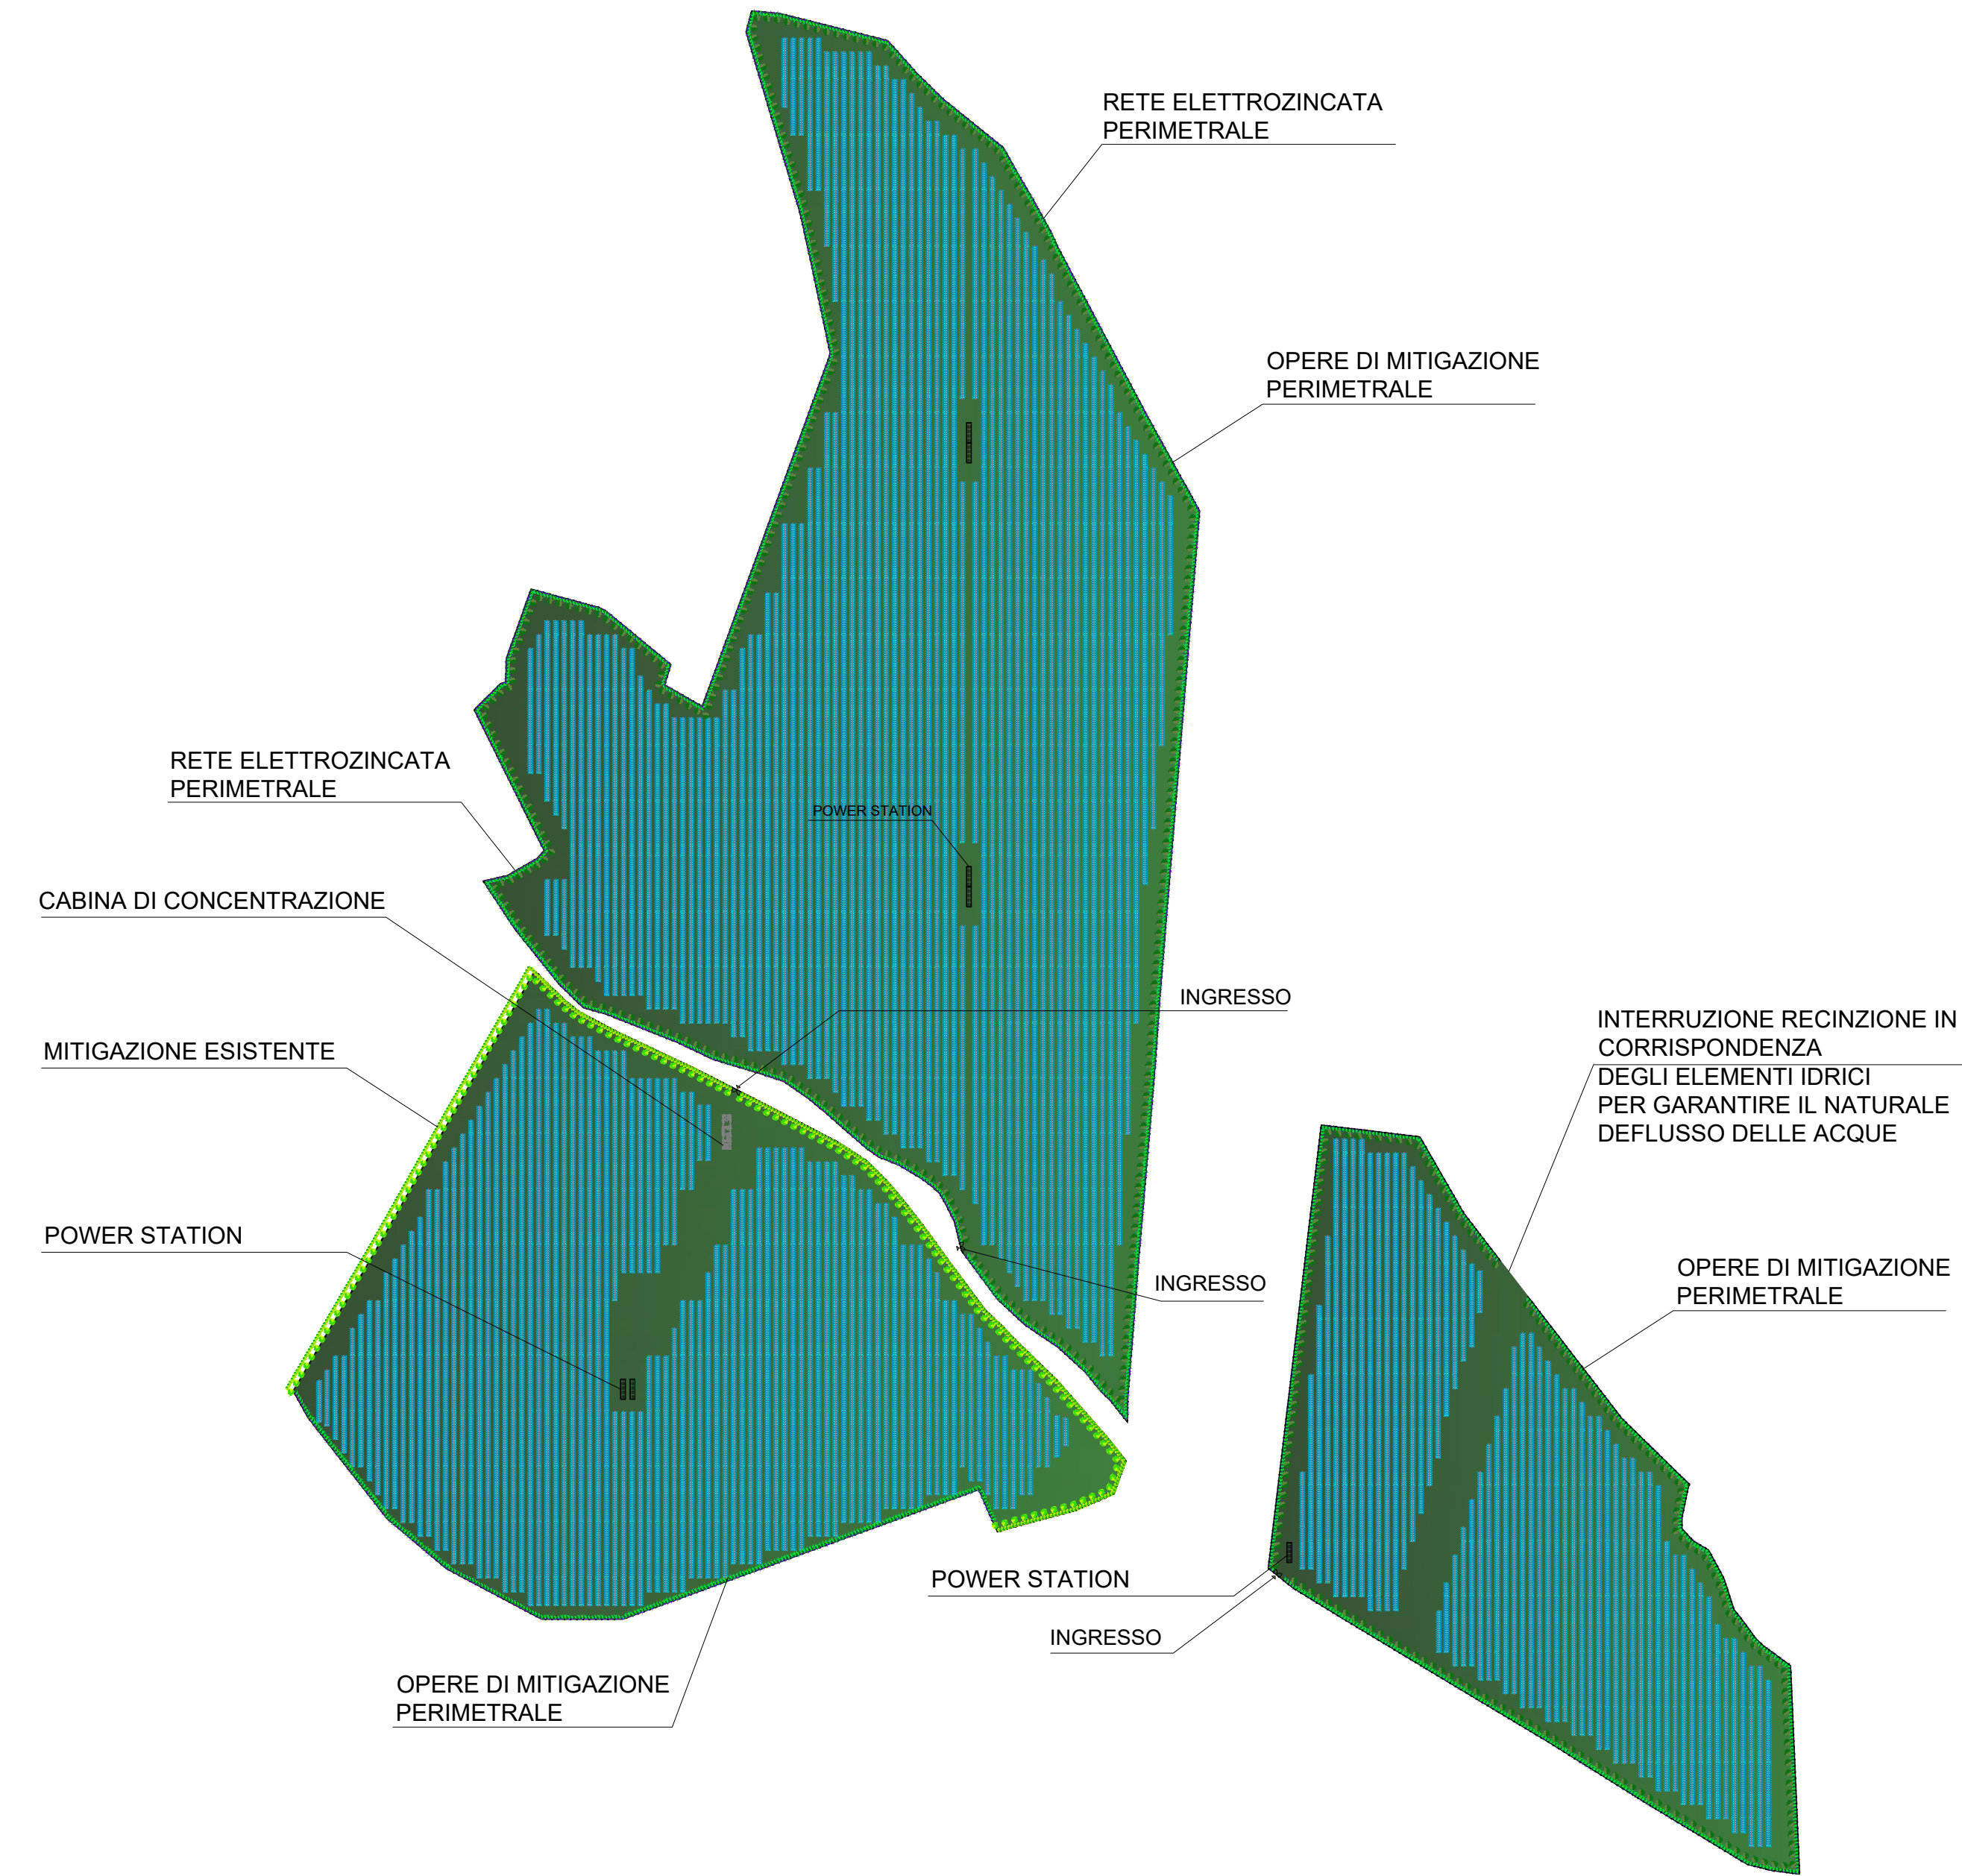 RETE ELETTROZINCATA
PERIMETRALE
OPERE DI MITIGAZIONE
PERIMETRALE
RETE ELETTROZINCATA
PERIMETRALE
POWER STATION
CABINA DI CONCENTRAZIONE
INGRESSO
MITIGAZIONE ESISTENTE
INTERRUZIONE RECINZIONE IN
CORRISPONDENZA
DEGLI ELEMENTI IDRICI
PER GARANTIRE IL NATURALE
DEFLUSSO DELLE ACQUE
POWER STATION
INGRESSO
OPERE DI MITIGAZIONE
PERIMETRALE
POWER STATION
INGRESSO
OPERE DI MITIGAZIONE
PERIMETRALE